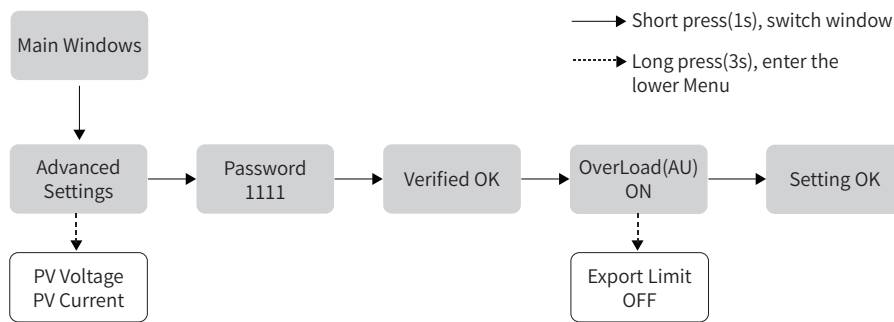 Short press(1s), switch window
Main Windows
Long press(3s), enter the
lower Menu
Advanced
Settings
Password
1111
Verified OK
OverLoad(AU)
ON
Setting OK
PV Voltage
PV Current
Export Limit
OFF